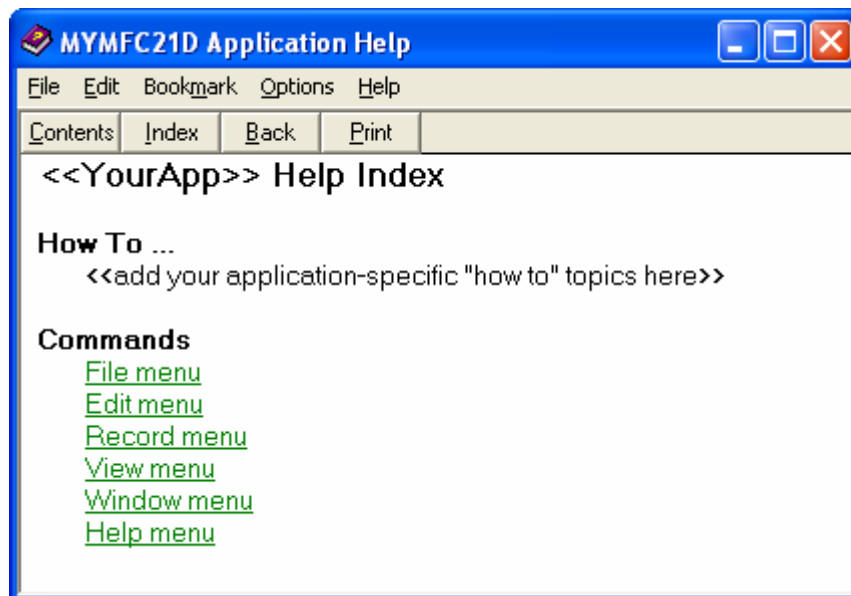 MYMFC21D Application Help
File Edit Bookmark Options Help
Contents Index Back Print
<<YourApp>> Help Index
How To ...
<<add your application-specific "how to" topics here>>
Commands
File menu
Edit menu
Record menu
View menu
Window menu
Help menu